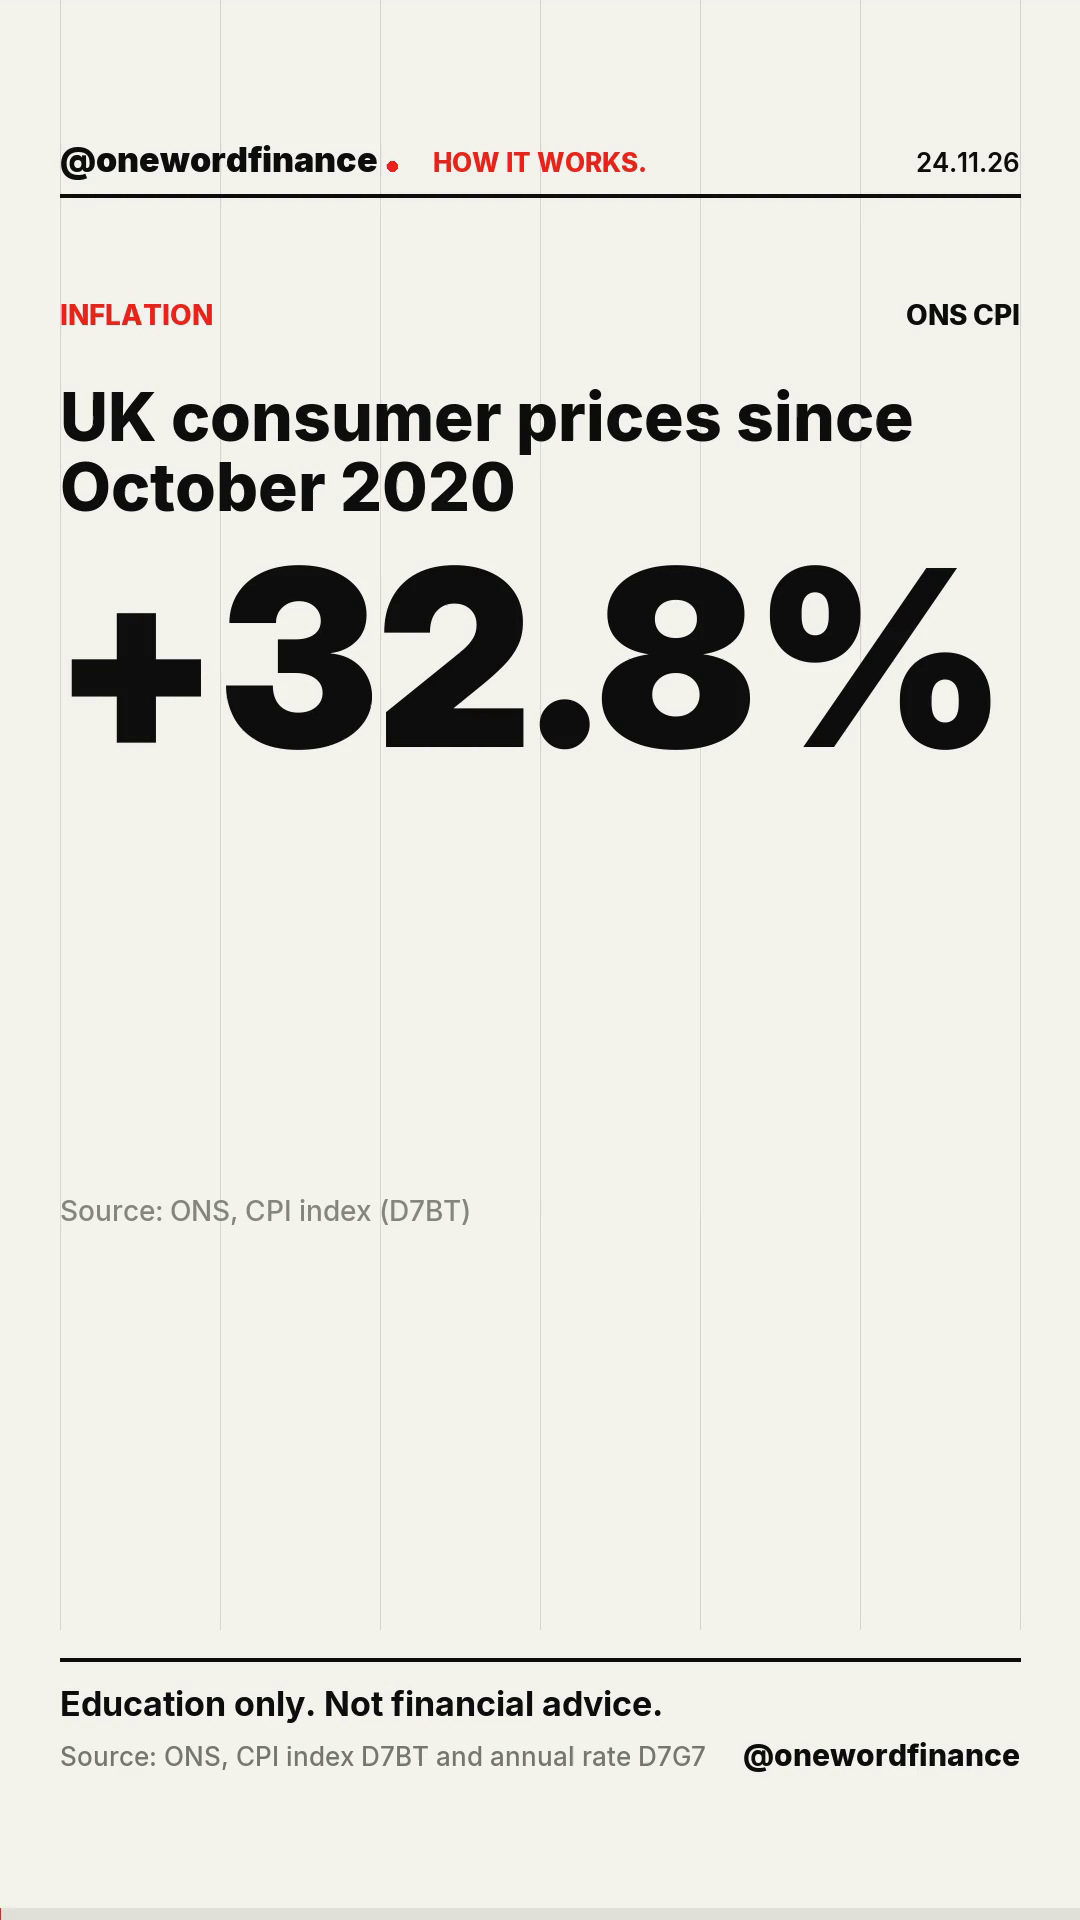 @onewordfinance HOW IT WORKS. 24.11.26
INFLATION ONS CPI
UK consumer prices since
October 2020
+32.8%
Source: ONS, CPI index (D7BT)
Education only. Not financial advice.
Source: ONS, CPI index D7BT and annual rate D7G7 @onewordfinance